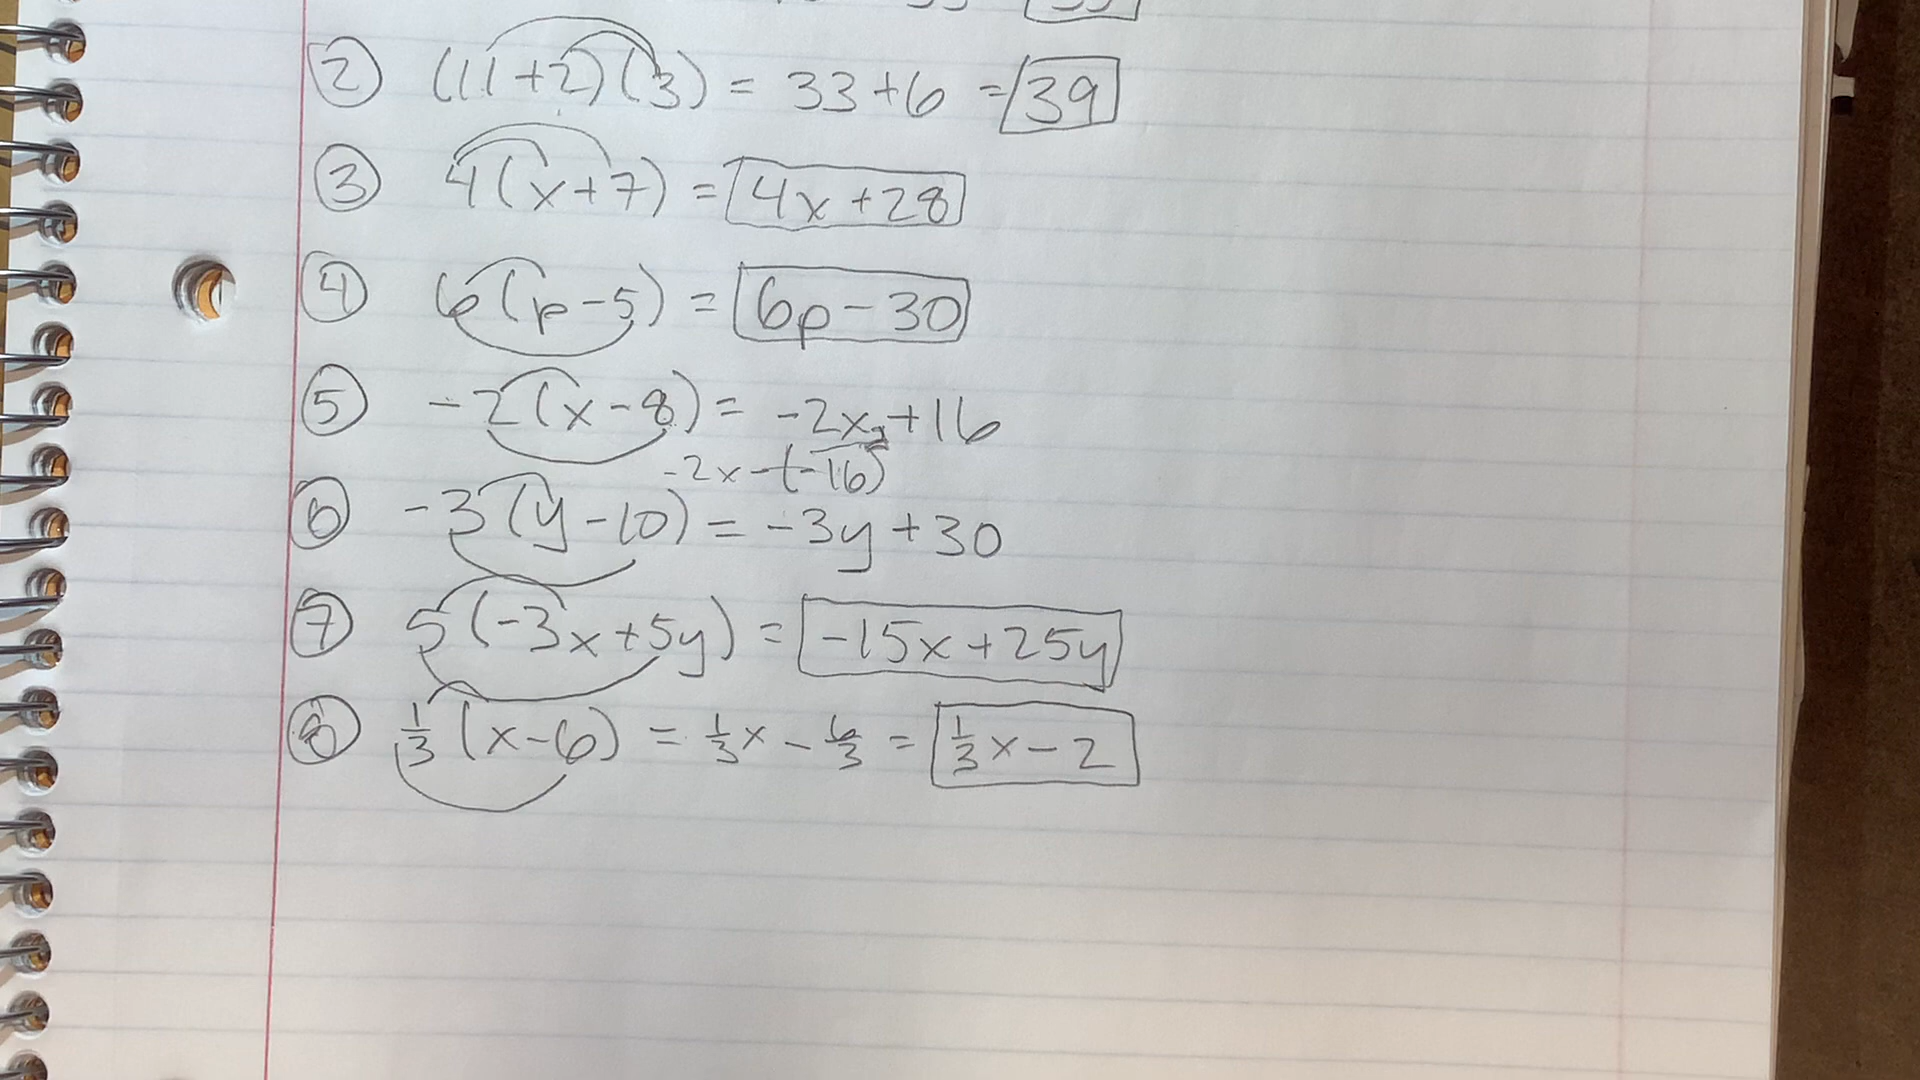 ② (11+2)(3) = 33+6 = 39
③ 4(x+7) = 4x+28
④ 6(p-5) = 6p-30
⑤ -2(x-8) = -2x+16
-2x-(-16)
⑥ -3(y-10) = -3y+30
⑦ 5(-3x+5y) = -15x+25y
⑧ 1/3(x-6) = 1/3x - 6/3 = 1/3x-2